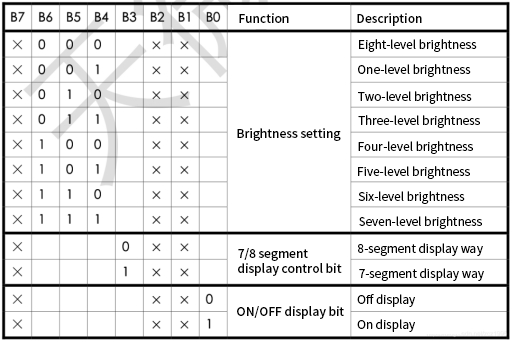 B7 B6 B5 B4 B3 B2 B1 B0 Function Description
× 0 0 0 × × Eight-level brightness
× 0 0 1 × × One-level brightness
× 0 1 0 × × Two-level brightness
× 0 1 1 × × Three-level brightness
Brightness setting
× 1 0 0 × × Four-level brightness
× 1 0 1 × × Five-level brightness
× 1 1 0 × × Six-level brightness
× 1 1 1 × × Seven-level brightness
× 0 × × 7/8 segment 8-segment display way
× 1 × × display control bit 7-segment display way
× × × 0 ON/OFF display bit Off display
× × × 1 On display